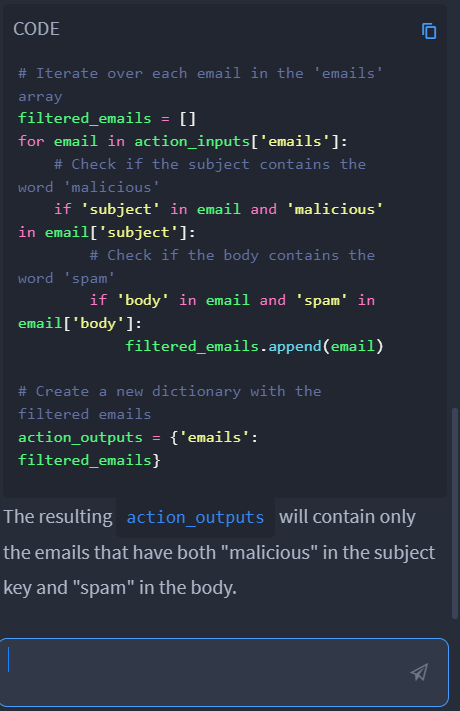 CODE
# Iterate over each email in the 'emails'
array
filtered_emails = []
for email in action_inputs['emails']:
    # Check if the subject contains the
word 'malicious'
    if 'subject' in email and 'malicious'
in email['subject']:
        # Check if the body contains the
word 'spam'
        if 'body' in email and 'spam' in
email['body']:
            filtered_emails.append(email)
# Create a new dictionary with the
filtered emails
action_outputs = {'emails':
filtered_emails}
The resulting action_outputs will contain only
the emails that have both "malicious" in the subject
key and "spam" in the body.